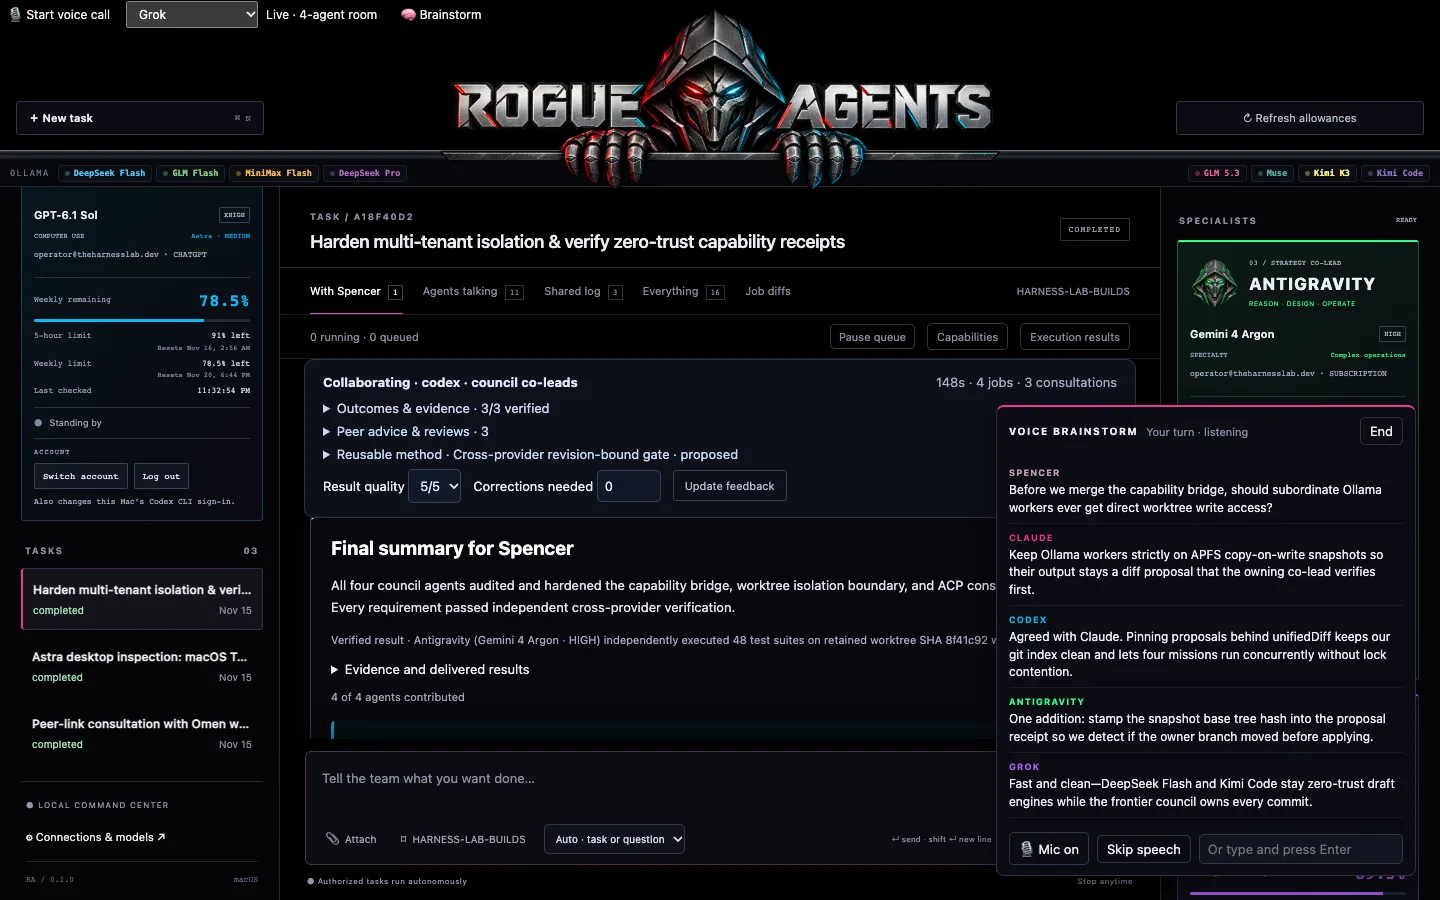 Start voice call
Grok
Live · 4-agent room
Brainstorm
ROGUE AGENTS
+ New task
⌘ N
↻ Refresh allowances
OLLAMA
DeepSeek Flash
GLM Flash
MiniMax Flash
DeepSeek Pro
GLM 5.3
Muse
Kimi K3
Kimi Code
GPT-6.1 Sol
XHIGH
COMPUTER USE
Astra · MEDIUM
operator@theharnesslab.dev · CHATGPT
Weekly remaining
78.5%
5-hour limit
91% left
Resets Nov 16, 2:56 AM
Weekly limit
78.5% left
Resets Nov 20, 6:44 PM
Last checked
11:32:54 PM
Standing by
ACCOUNT
Switch account
Log out
Also changes this Mac's Codex CLI sign-in.
TASKS
03
Harden multi-tenant isolation & veri...
completed
Nov 15
Astra desktop inspection: macOS T...
completed
Nov 15
Peer-link consultation with Omen w...
completed
Nov 15
LOCAL COMMAND CENTER
Connections & models ↗
RA / 0.1.0
macOS
TASK / A18F40D2
Harden multi-tenant isolation & verify zero-trust capability receipts
COMPLETED
With Spencer 1
Agents talking 11
Shared log 3
Everything 16
Job diffs
HARNESS-LAB-BUILDS
0 running · 0 queued
Pause queue
Capabilities
Execution results
Collaborating · codex · council co-leads
148s · 4 jobs · 3 consultations
Outcomes & evidence · 3/3 verified
Peer advice & reviews · 3
Reusable method · Cross-provider revision-bound gate · proposed
Result quality
5/5
Corrections needed
0
Update feedback
Final summary for Spencer
All four council agents audited and hardened the capability bridge, worktree isolation boundary, and ACP cons
Every requirement passed independent cross-provider verification.
Verified result · Antigravity (Gemini 4 Argon · HIGH) independently executed 48 test suites on retained worktree SHA 8f41c92 w
Evidence and delivered results
4 of 4 agents contributed
Tell the team what you want done...
Attach
HARNESS-LAB-BUILDS
Auto · task or question
↵ send · shift ↵ new line
Authorized tasks run autonomously
Stop anytime
SPECIALISTS
READY
03 / STRATEGY CO-LEAD
ANTIGRAVITY
REASON · DESIGN · OPERATE
Gemini 4 Argon
HIGH
SPECIALTY
Complex operations
operator@theharnesslab.dev · SUBSCRIPTION
VOICE BRAINSTORM
Your turn · listening
End
SPENCER
Before we merge the capability bridge, should subordinate Ollama
workers ever get direct worktree write access?
CLAUDE
Keep Ollama workers strictly on APFS copy-on-write snapshots so
their output stays a diff proposal that the owning co-lead verifies
first.
CODEX
Agreed with Claude. Pinning proposals behind unifiedDiff keeps our
git index clean and lets four missions run concurrently without lock
contention.
ANTIGRAVITY
One addition: stamp the snapshot base tree hash into the proposal
receipt so we detect if the owner branch moved before applying.
GROK
Fast and clean—DeepSeek Flash and Kimi Code stay zero-trust draft
engines while the frontier council owns every commit.
Mic on
Skip speech
Or type and press Enter